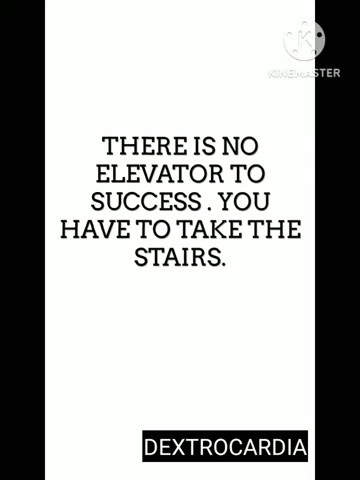 KINEMASTER
THERE IS NO
ELEVATOR TO
SUCCESS . YOU
HAVE TO TAKE THE
STAIRS.
DEXTROCARDIA